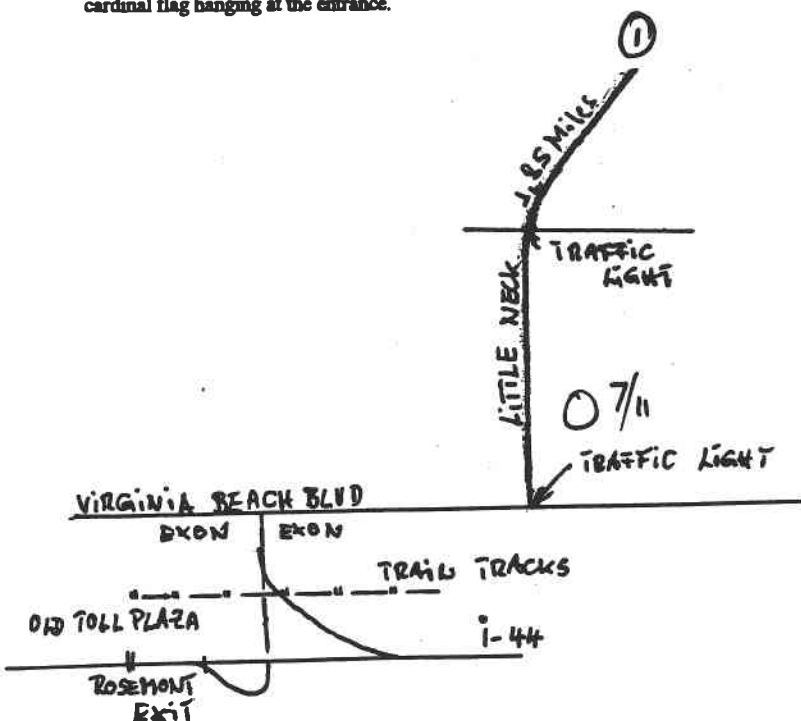 cardinal flag hanging at the entrance.
1
1.85 Miles
TRAFFIC
LIGHT
LITTLE NECK
7/11
TRAFFIC LIGHT
VIRGINIA BEACH BLVD
EXON EXON
TRAIN TRACKS
OLD TOLL PLAZA
i-44
ROSEMONT
EXIT